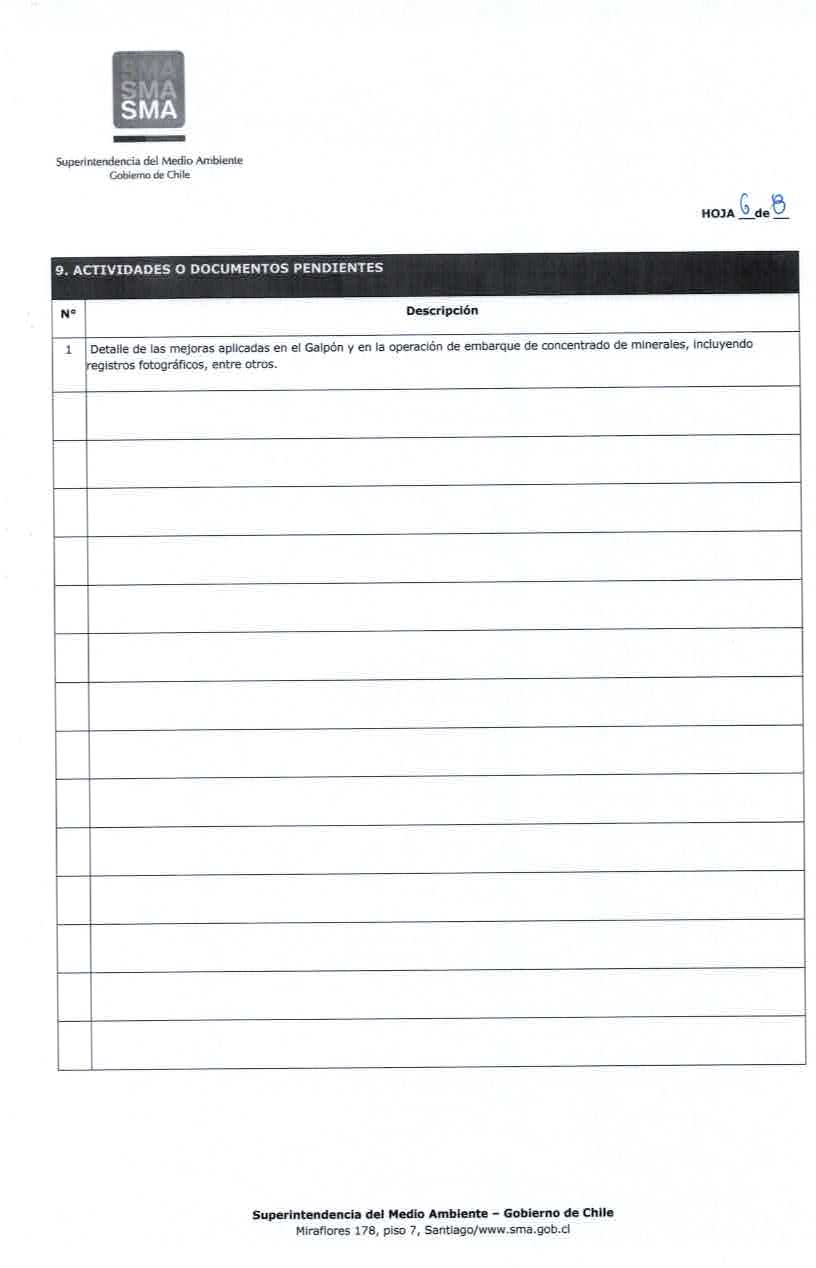 SMA
SMA
SMA
Superintendencia del Medio Ambiente
Gobierno de Chile
HOJA 6 de 8
9. ACTIVIDADES O DOCUMENTOS PENDIENTES
N° Descripción
1 Detalle de las mejoras aplicadas en el Galpón y en la operación de embarque de concentrado de minerales, incluyendo
registros fotográficos, entre otros.
Superintendencia del Medio Ambiente – Gobierno de Chile
Miraflores 178, piso 7, Santiago/www.sma.gob.cl